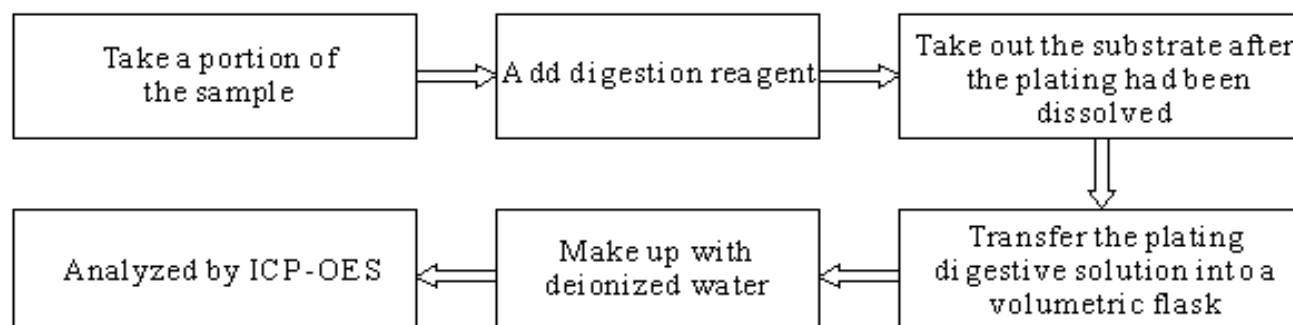 Take a portion of
the sample
Add digestion reagent
Take out the substrate after
the plating had been
dissolved
Transfer the plating
digestive solution into a
volumetric flask
Make up with
deionized water
Analyzed by ICP-OES